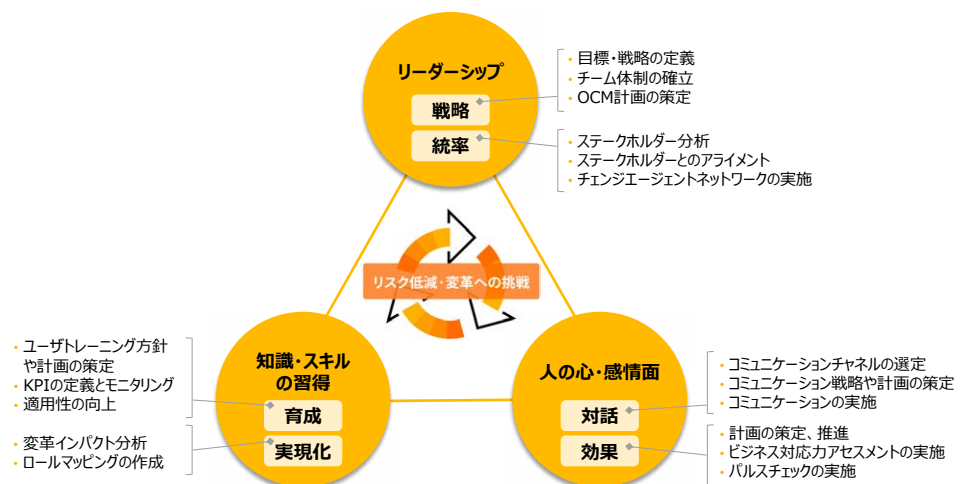 リーダーシップ
戦略
統率
・目標・戦略の定義
・チーム体制の確立
・OCM計画の策定
・ステークホルダー分析
・ステークホルダーとのアライメント
・チェンジエージェントネットワークの実施
リスク低減・変革への挑戦
知識・スキル
の習得
育成
実現化
・ユーザトレーニング方針
や計画の策定
・KPIの定義とモニタリング
・適用性の向上
・変革インパクト分析
・ロールマッピングの作成
人の心・感情面
対話
効果
・コミュニケーションチャネルの選定
・コミュニケーション戦略や計画の策定
・コミュニケーションの実施
・計画の策定、推進
・ビジネス対応力アセスメントの実施
・パルスチェックの実施